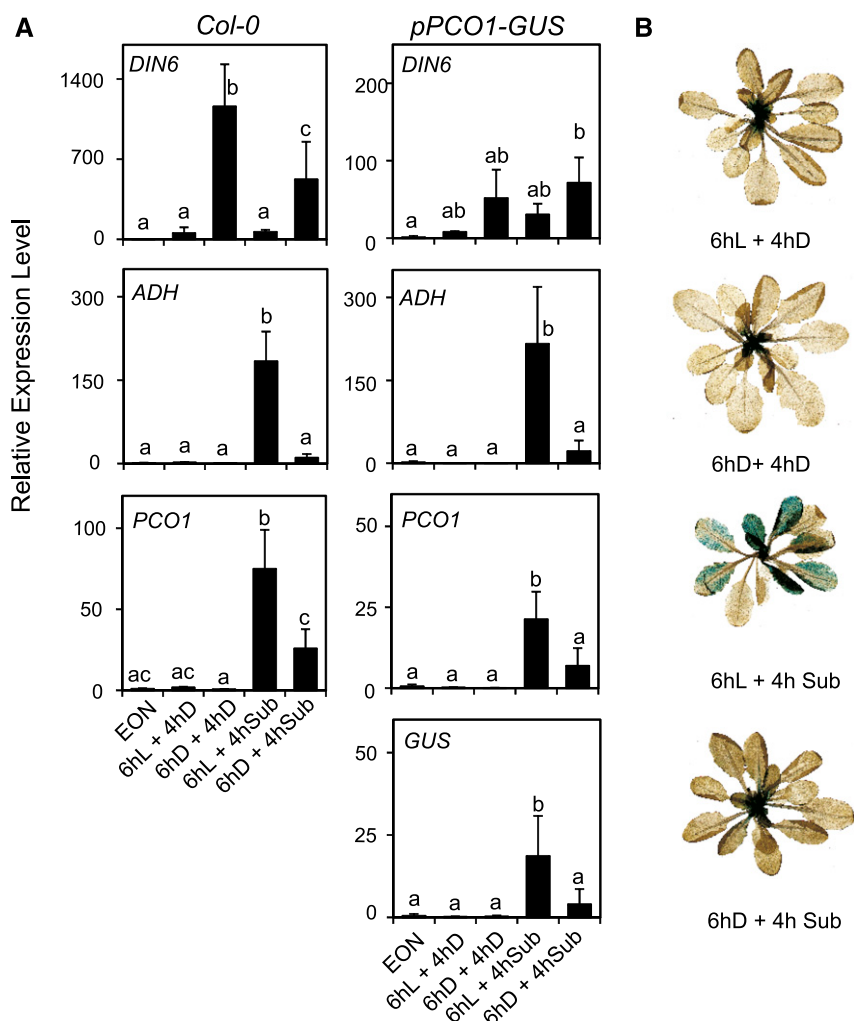 A
Col-0
pPCO1-GUS
B
Relative Expression Level
DIN6
1400
700
0
a
a
b
a
c
DIN6
200
100
0
a
ab
ab
ab
b
6hL + 4hD
ADH
300
150
0
a
a
a
b
a
ADH
300
150
0
a
a
a
b
a
6hD+ 4hD
PCO1
100
50
0
ac
ac
a
b
c
EON
6hL + 4hD
6hD + 4hD
6hL + 4hSub
6hD + 4hSub
PCO1
50
25
0
a
a
a
b
a
6hL + 4h Sub
GUS
50
25
0
a
a
a
b
a
EON
6hL + 4hD
6hD + 4hD
6hL + 4hSub
6hD + 4hSub
6hD + 4h Sub